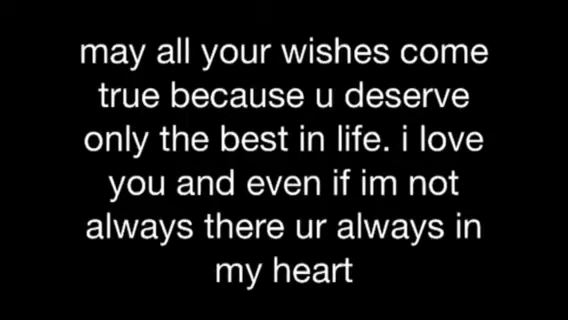 may all your wishes come
true because u deserve
only the best in life. i love
you and even if im not
always there ur always in
my heart